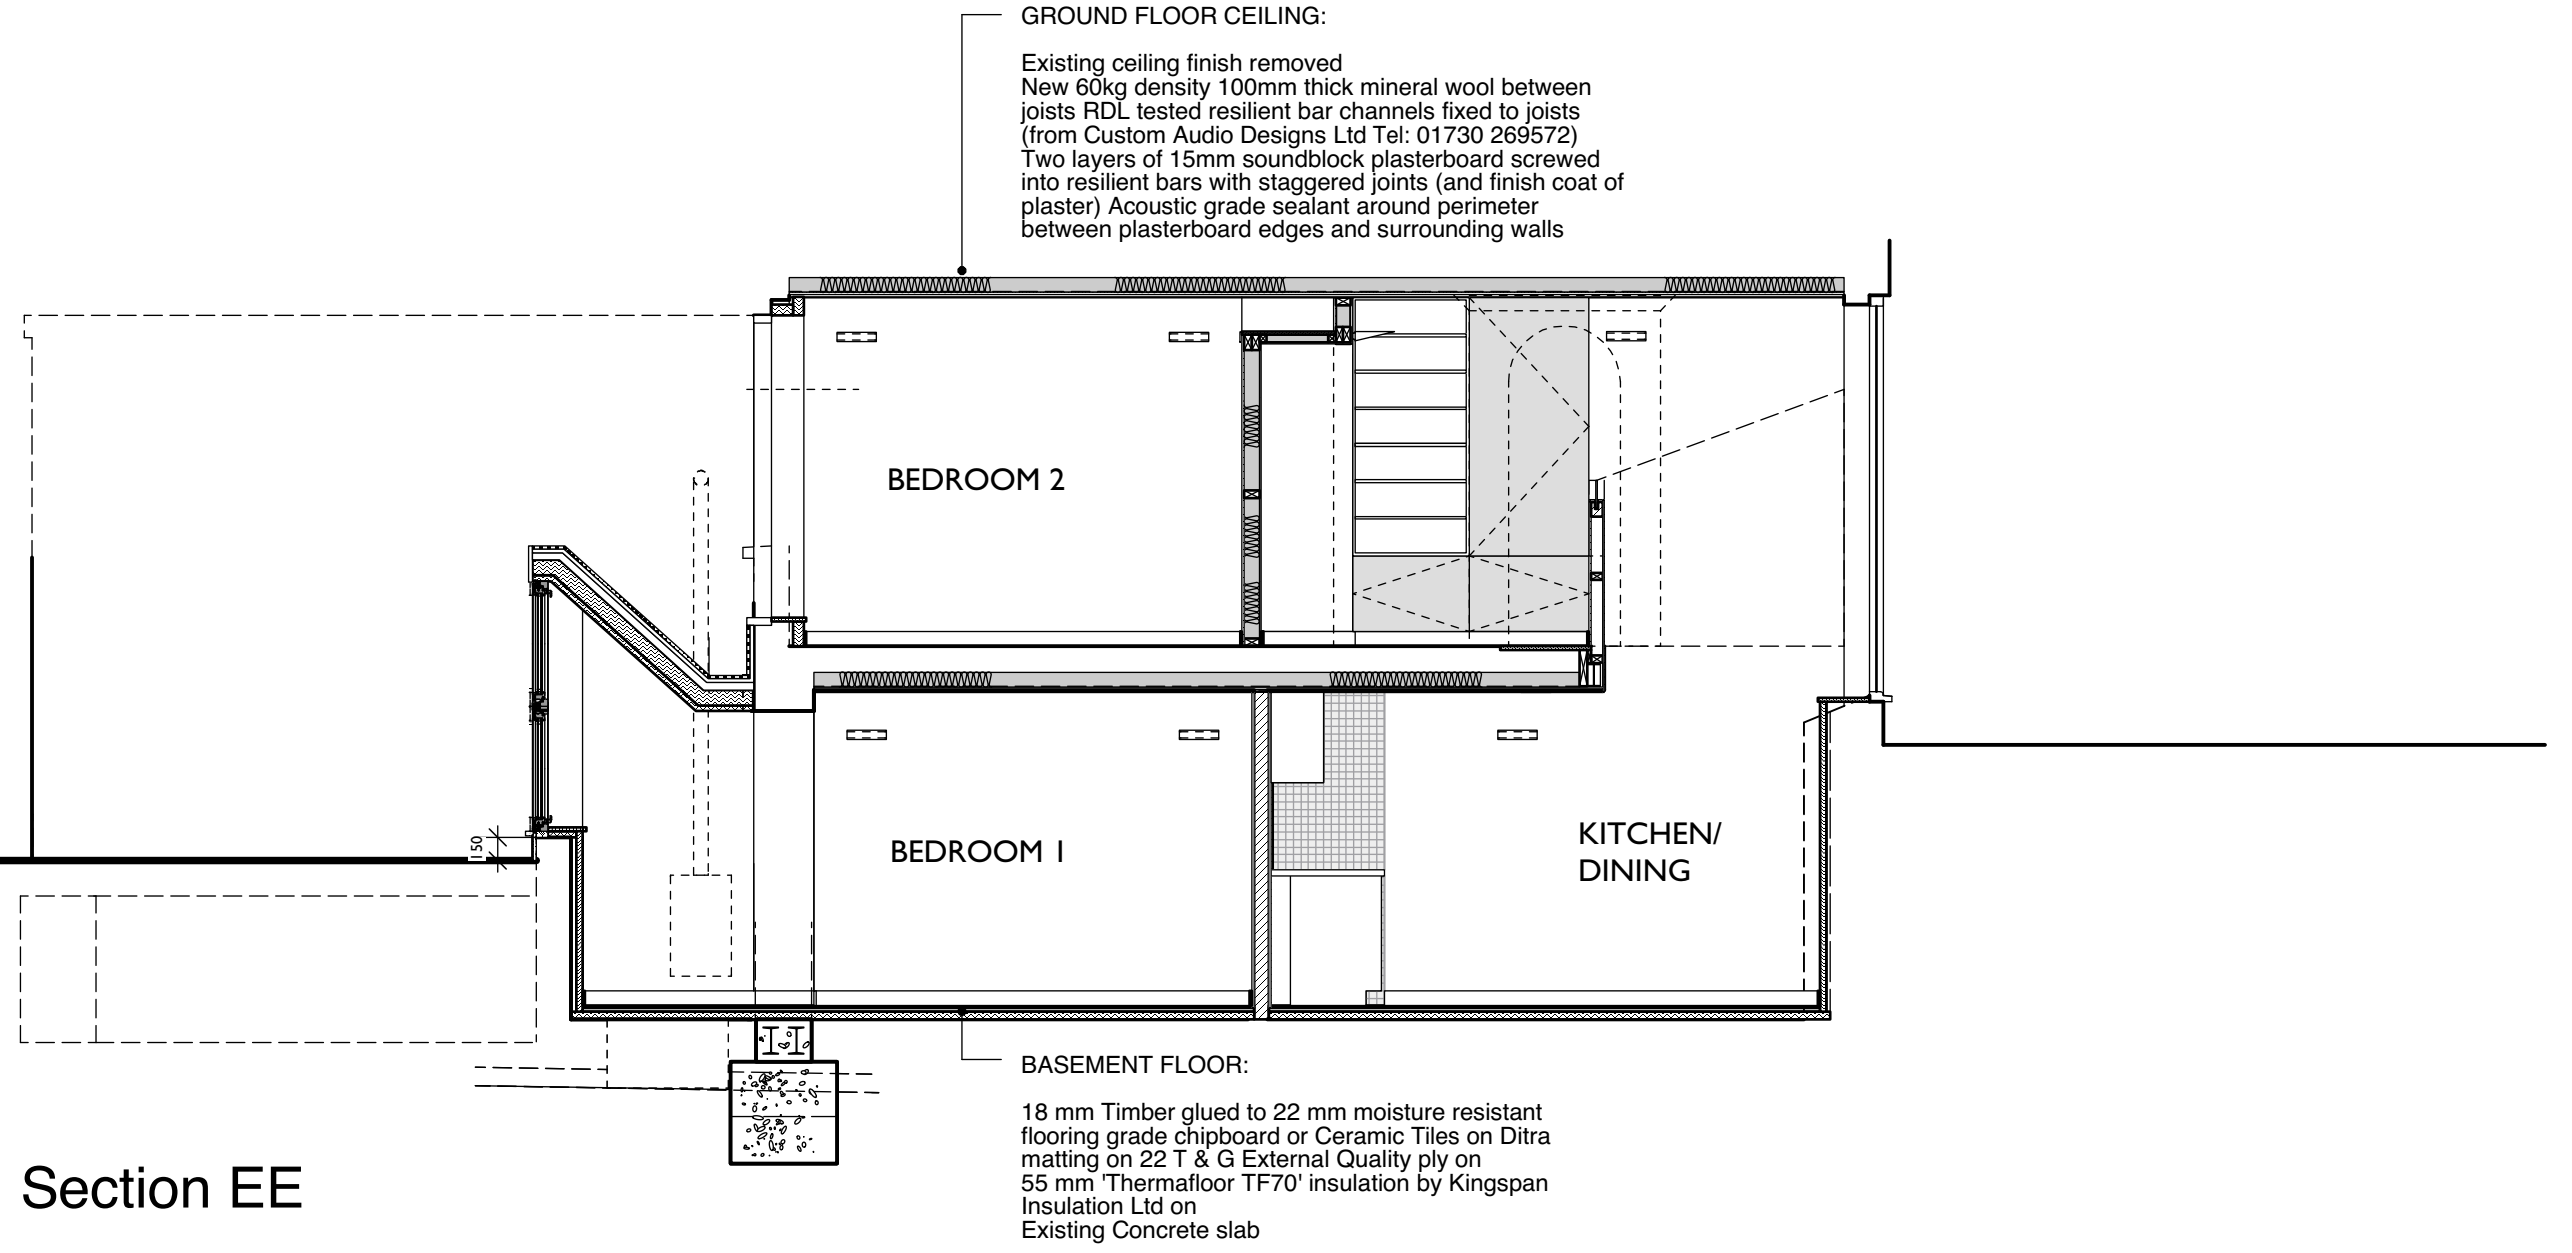 GROUND FLOOR CEILING:
Existing ceiling finish removed
New 60kg density 100mm thick mineral wool between
joists RDL tested resilient bar channels fixed to joists
(from Custom Audio Designs Ltd Tel: 01730 269572)
Two layers of 15mm soundblock plasterboard screwed
into resilient bars with staggered joints (and finish coat of
plaster) Acoustic grade sealant around perimeter
between plasterboard edges and surrounding walls
BEDROOM 2
BEDROOM 1
KITCHEN/
DINING
150
BASEMENT FLOOR:
18 mm Timber glued to 22 mm moisture resistant
flooring grade chipboard or Ceramic Tiles on Ditra
matting on 22 T & G External Quality ply on
55 mm 'Thermafloor TF70' insulation by Kingspan
Insulation Ltd on
Existing Concrete slab
Section EE